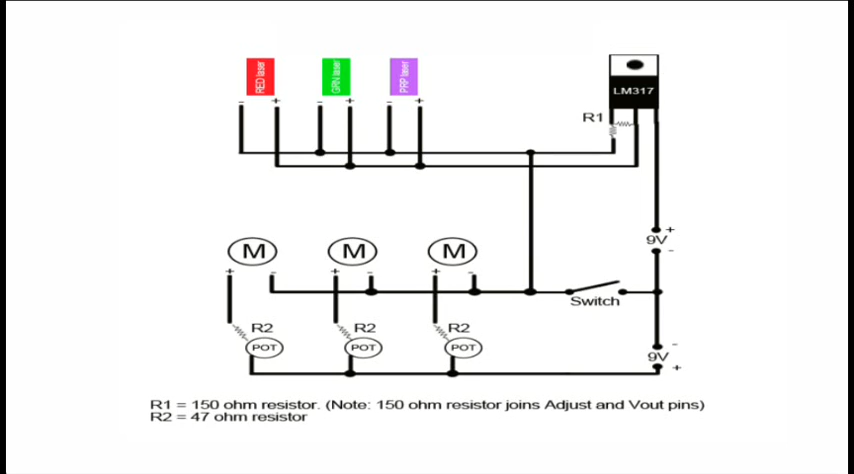 RED laser
GRN laser
PRP laser
LM317
- + - + - +
R1
+
9V
-
M M M
+ - + - + -
Switch
R2 R2 R2
POT POT POT
-
9V
+
R1 = 150 ohm resistor. (Note: 150 ohm resistor joins Adjust and Vout pins)
R2 = 47 ohm resistor